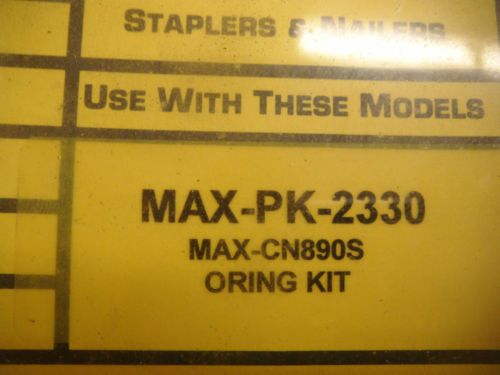 STAPLERS & NAILERS
USE WITH THESE MODELS
MAX-PK-2330
MAX-CN890S
ORING KIT